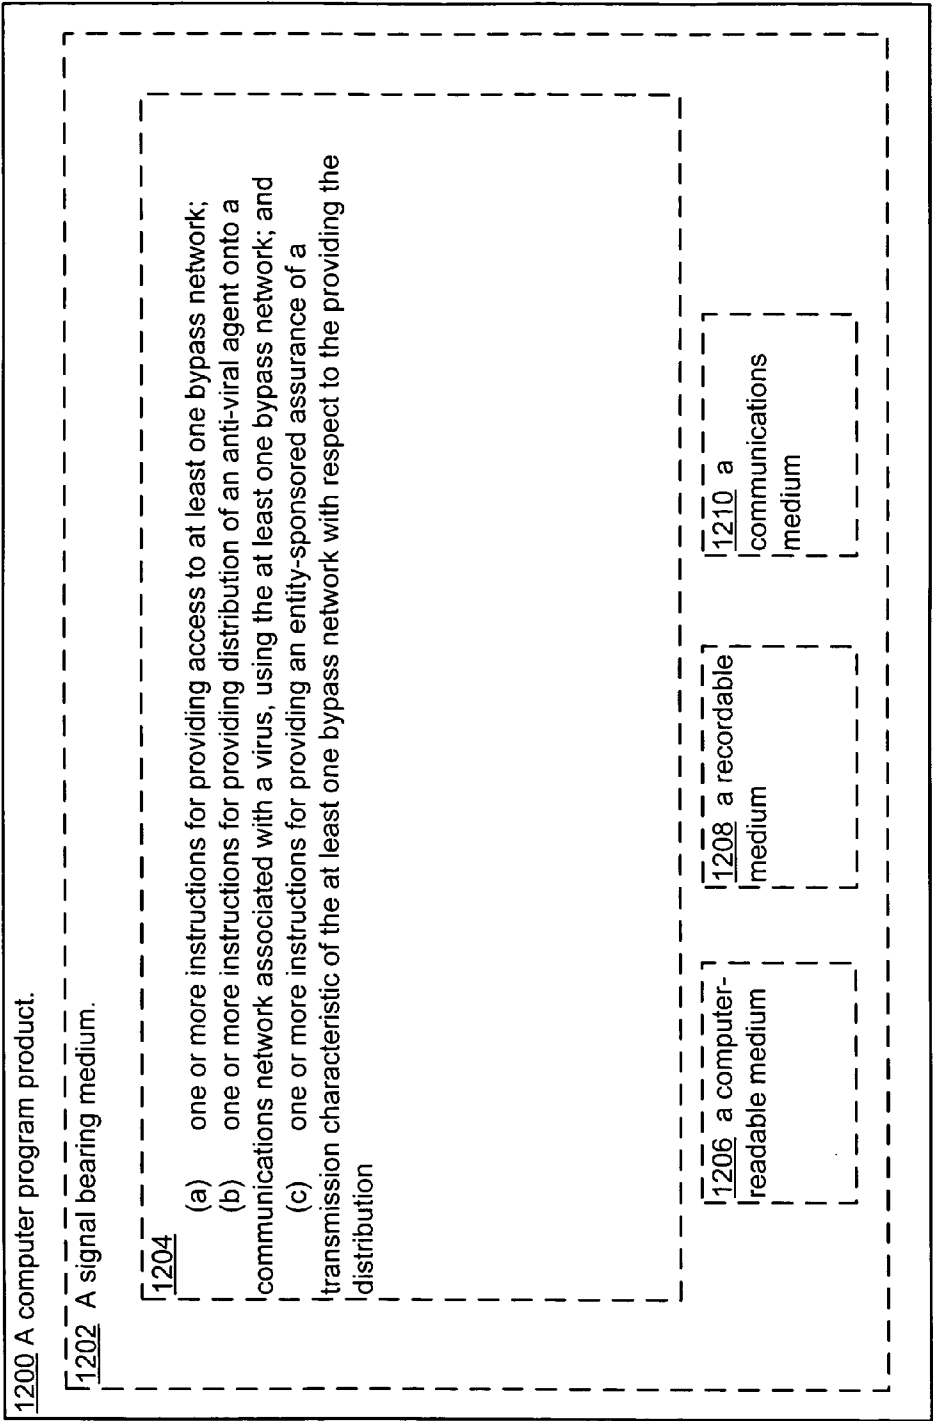 1200 A computer program product.
1202 A signal bearing medium.
1204
(a) one or more instructions for providing access to at least one bypass network;
(b) one or more instructions for providing distribution of an anti-viral agent onto a
communications network associated with a virus, using the at least one bypass network; and
(c) one or more instructions for providing an entity-sponsored assurance of a
transmission characteristic of the at least one bypass network with respect to the providing the
distribution
1206 a computer-
readable medium
1208 a recordable
medium
1210 a
communications
medium